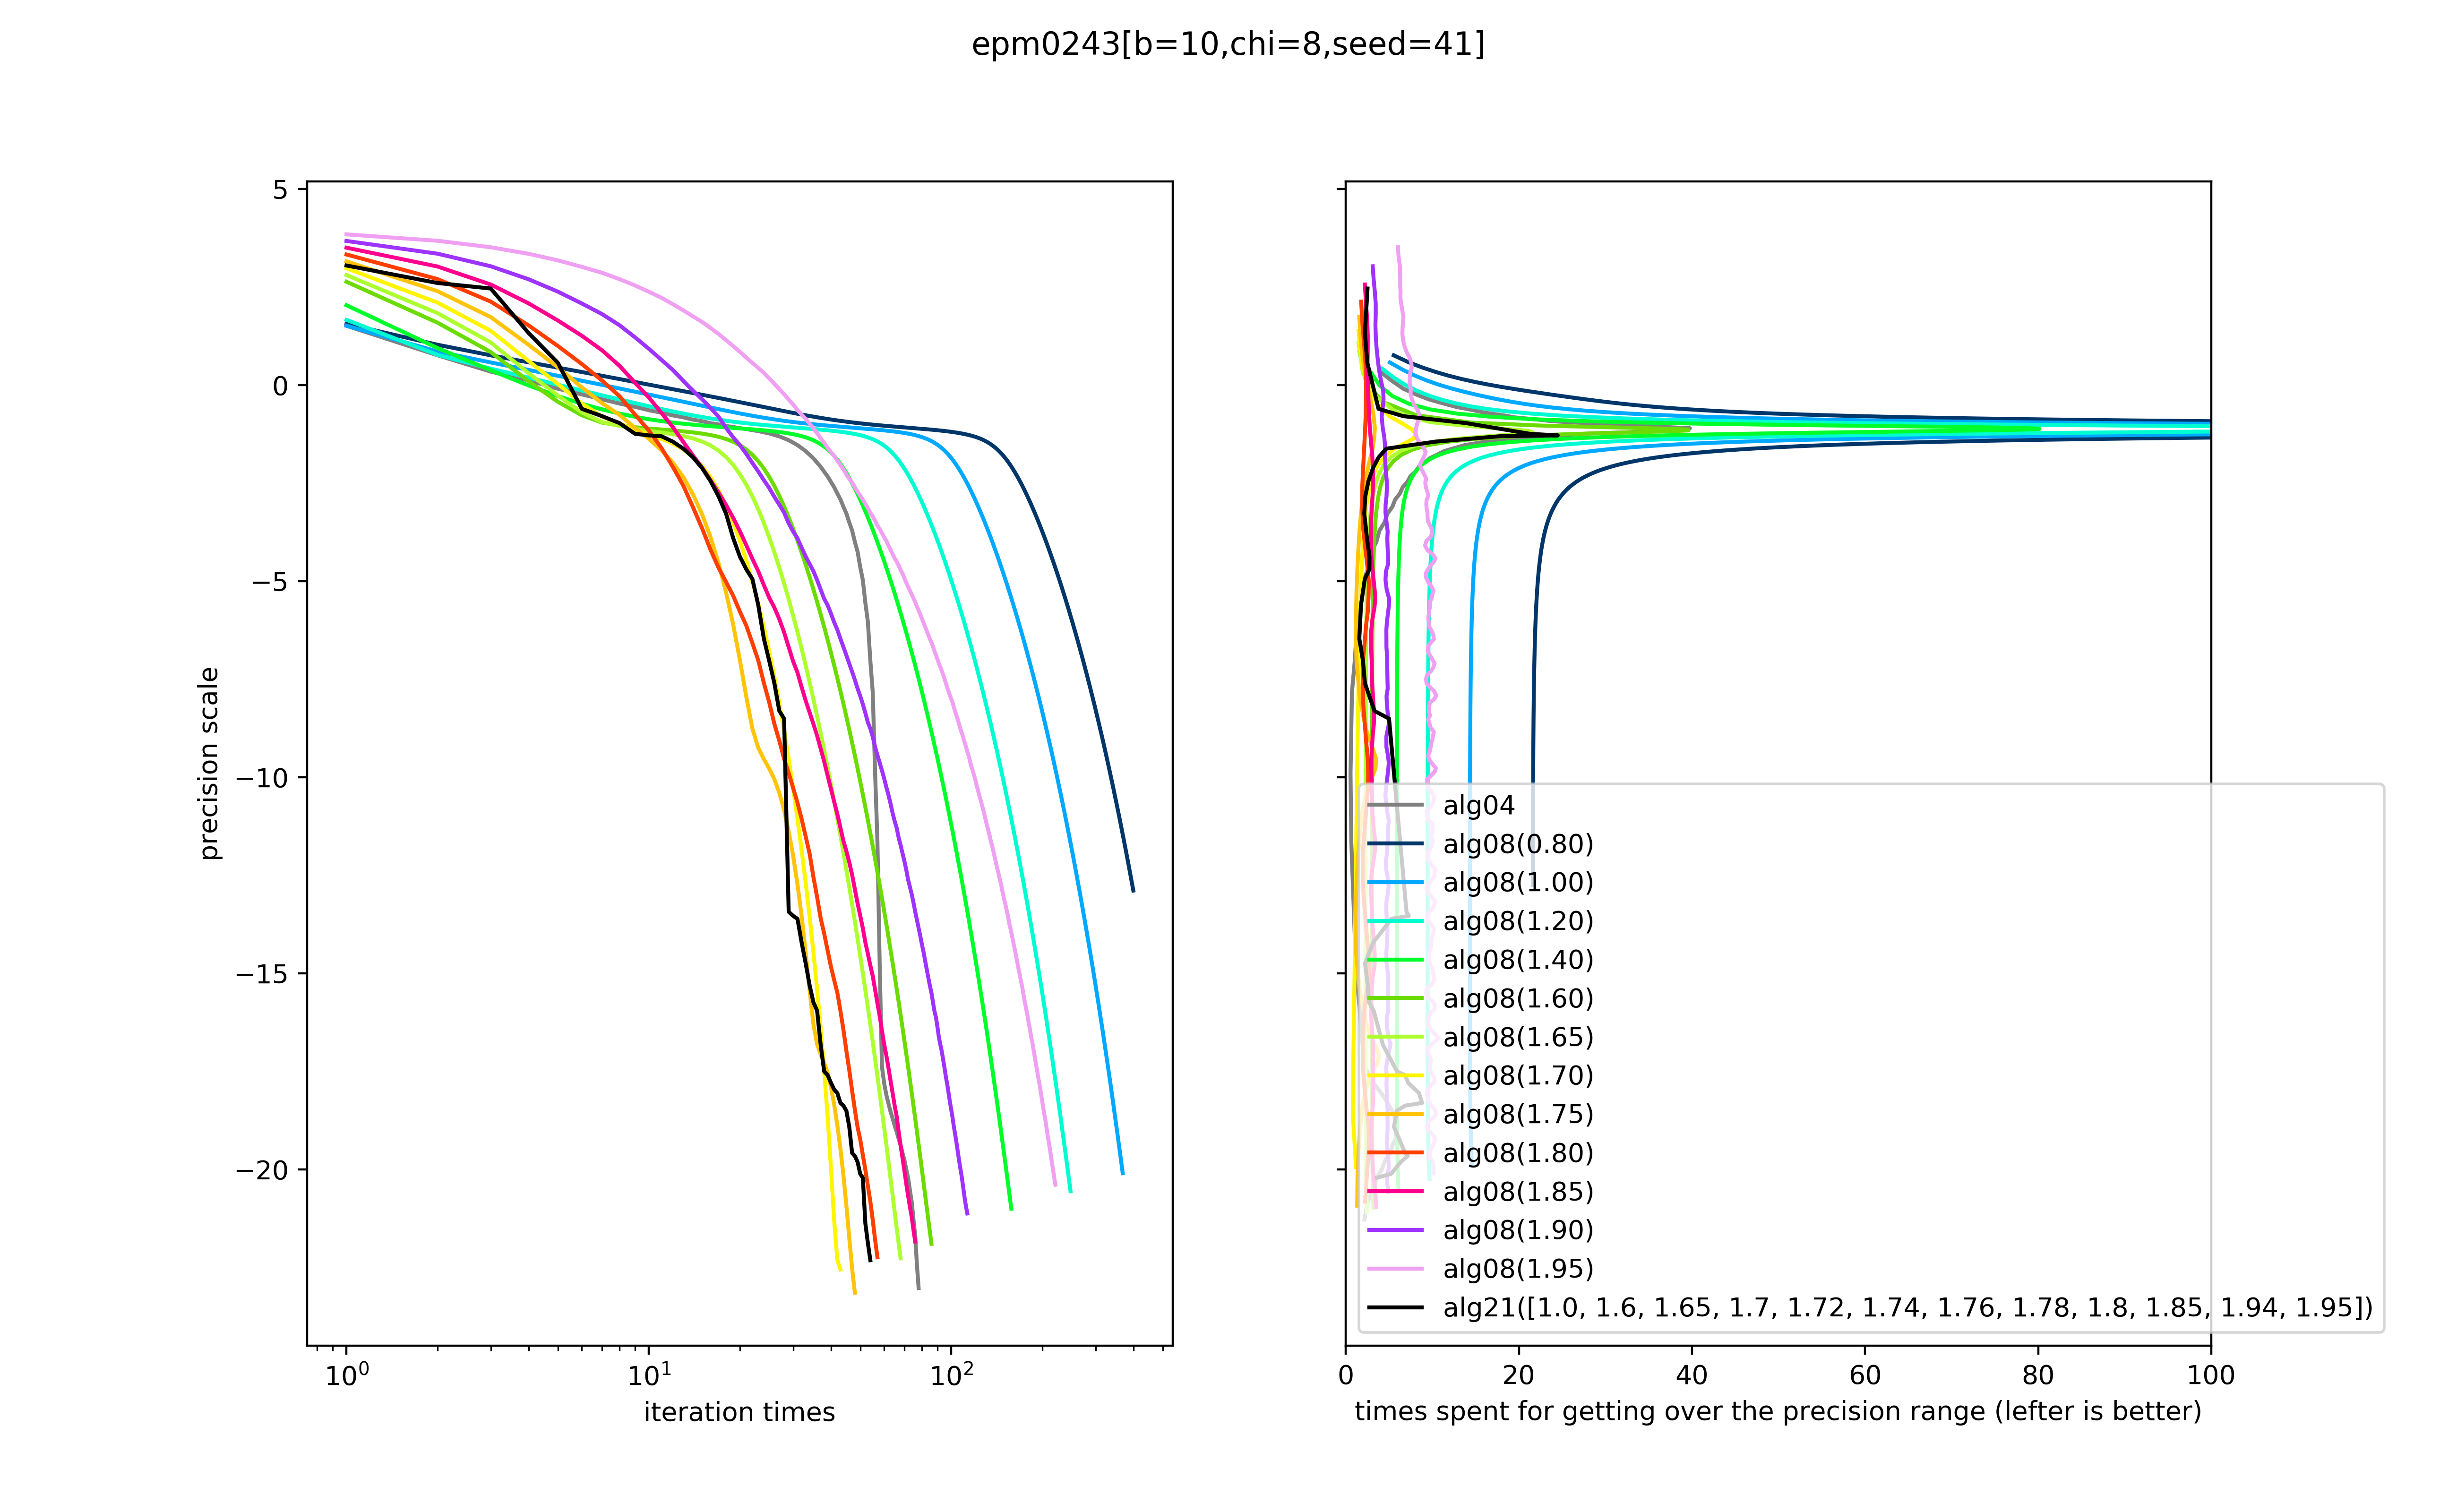 epm0243[b=10,chi=8,seed=41]
precision scale
5
0
−5
−10
−15
−20
10⁰
10¹
10²
iteration times
alg04
alg08(0.80)
alg08(1.00)
alg08(1.20)
alg08(1.40)
alg08(1.60)
alg08(1.65)
alg08(1.70)
alg08(1.75)
alg08(1.80)
alg08(1.85)
alg08(1.90)
alg08(1.95)
alg21([1.0, 1.6, 1.65, 1.7, 1.72, 1.74, 1.76, 1.78, 1.8, 1.85, 1.94, 1.95])
0 20 40 60 80 100
times spent for getting over the precision range (lefter is better)